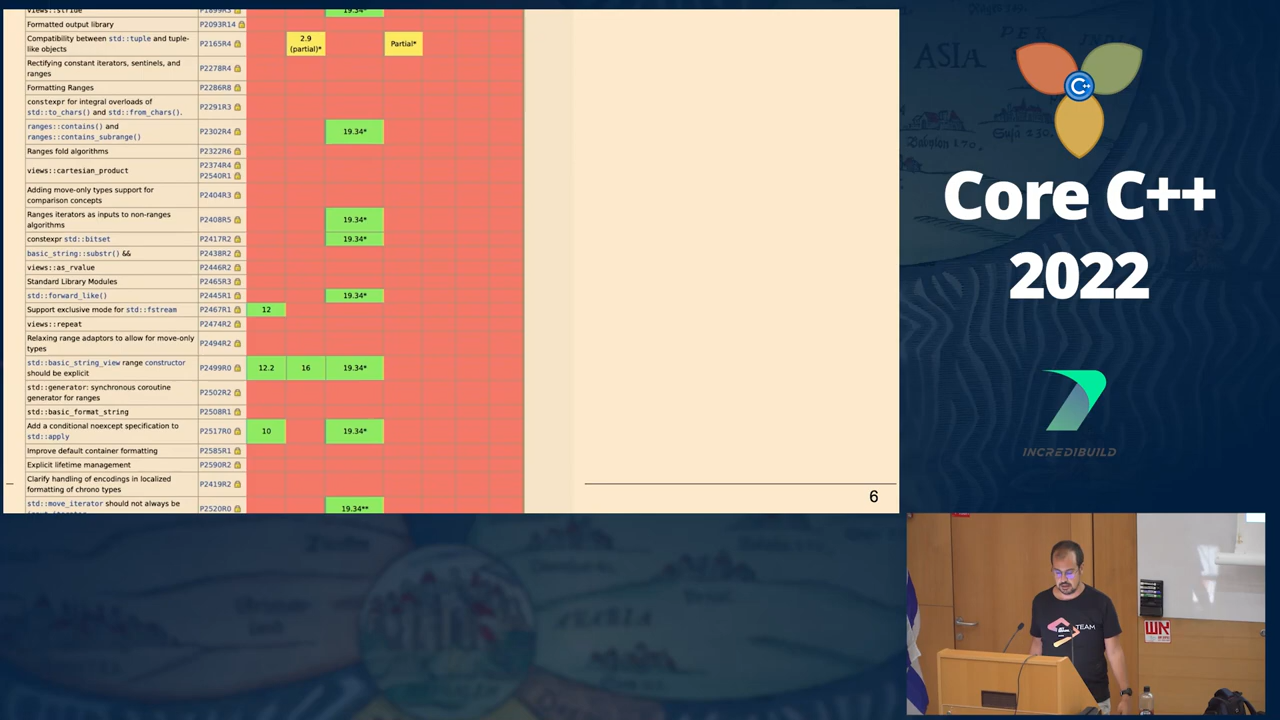 views::stride P1899R3 19.34*
Formatted output library P2093R14
Compatibility between std::tuple and tuple-
like objects P2165R4 2.9
(partial)* Partial*
Rectifying constant iterators, sentinels, and
ranges P2278R4
Formatting Ranges P2286R8
constexpr for integral overloads of
std::to_chars() and std::from_chars(). P2291R3
ranges::contains() and
ranges::contains_subrange() P2302R4 19.34*
Ranges fold algorithms P2322R6
views::cartesian_product P2374R4
P2540R1
Adding move-only types support for
comparison concepts P2404R3
Ranges iterators as inputs to non-ranges
algorithms P2408R5 19.34*
constexpr std::bitset P2417R2 19.34*
basic_string::substr() && P2438R2
views::as_rvalue P2446R2
Standard Library Modules P2465R3
std::forward_like() P2445R1 19.34*
Support exclusive mode for std::fstream P2467R1 12
views::repeat P2474R2
Relaxing range adaptors to allow for move-only
types P2494R2
std::basic_string_view range constructor
should be explicit P2499R0 12.2 16 19.34*
std::generator: synchronous coroutine
generator for ranges P2502R2
std::basic_format_string P2508R1
Add a conditional noexcept specification to
std::apply P2517R0 10 19.34*
Improve default container formatting P2585R1
Explicit lifetime management P2590R2
Clarify handling of encodings in localized
formatting of chrono types P2419R2
std::move_iterator should not always be P2520R0 19.34**
6
ASIA
C++
Core C++
2022
INCREDIBUILD
TEAM